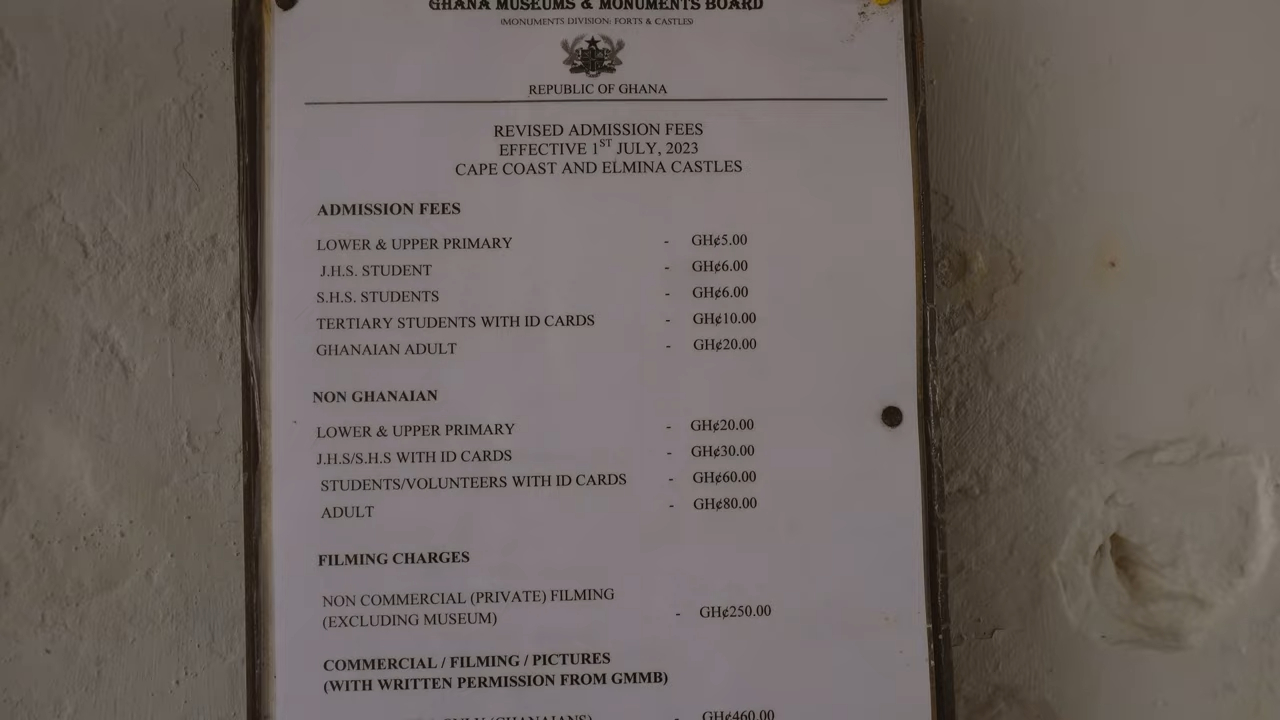 GHANA MUSEUMS & MONUMENTS BOARD
(MONUMENTS DIVISION: FORTS & CASTLES)
REPUBLIC OF GHANA
REVISED ADMISSION FEES
EFFECTIVE 1ST JULY, 2023
CAPE COAST AND ELMINA CASTLES
ADMISSION FEES
LOWER & UPPER PRIMARY - GH¢5.00
J.H.S. STUDENT - GH¢6.00
S.H.S. STUDENTS - GH¢6.00
TERTIARY STUDENTS WITH ID CARDS - GH¢10.00
GHANAIAN ADULT - GH¢20.00
NON GHANAIAN
LOWER & UPPER PRIMARY - GH¢20.00
J.H.S/S.H.S WITH ID CARDS - GH¢30.00
STUDENTS/VOLUNTEERS WITH ID CARDS - GH¢60.00
ADULT - GH¢80.00
FILMING CHARGES
NON COMMERCIAL (PRIVATE) FILMING
(EXCLUDING MUSEUM) - GH¢250.00
COMMERCIAL / FILMING / PICTURES
(WITH WRITTEN PERMISSION FROM GMMB)
(GHANAIANS) - GH¢460.00